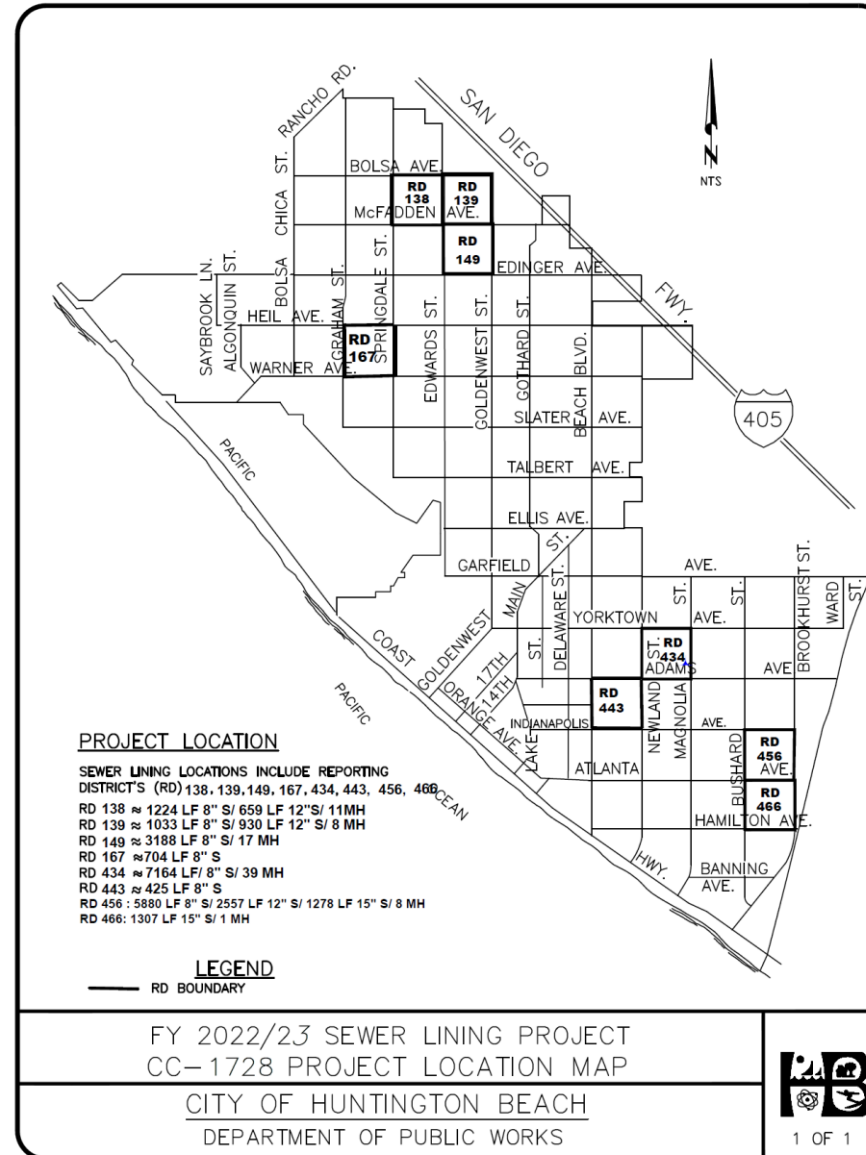 RANCHO RD.
SAN DIEGO
NTS
BOLSA AVE.
RD
138
RD
139
McFADDEN AVE.
RD
149
BOLSA CHICA ST.
EDINGER AVE.
FWY.
SAYBROOK LN.
ALGONQUIN ST.
HEIL AVE.
GRAHAM ST.
SPRINGDALE ST.
RD
167
WARNER AVE.
EDWARDS ST.
GOLDENWEST ST.
GOTHARD ST.
BEACH BLVD.
405
SLATER AVE.
TALBERT AVE.
PACIFIC
ELLIS AVE.
GARFIELD
AVE.
MAIN ST.
DELAWARE ST.
YORKTOWN AVE.
ST.
ST.
BROOKHURST ST.
WARD ST.
COAST
GOLDENWEST
17TH
14TH
ORANGE AVE.
LAKE ST.
RD
434
ADAMS AVE
RD
443
NEWLAND ST.
MAGNOLIA
INDIANAPOLIS AVE.
PACIFIC
OCEAN
ATLANTA AVE.
BUSHARD
RD
456
RD
466
HAMILTON AVE.
HWY.
BANNING
AVE.
PROJECT LOCATION
SEWER LINING LOCATIONS INCLUDE REPORTING
DISTRICT'S (RD) 138, 139, 149, 167, 434, 443, 456, 466
RD 138 ≈ 1224 LF 8" S/ 659 LF 12"S/ 11MH
RD 139 ≈ 1033 LF 8" S/ 930 LF 12" S/ 8 MH
RD 149 ≈ 3188 LF 8" S/ 17 MH
RD 167 ≈704 LF 8" S
RD 434 ≈ 7164 LF/ 8" S/ 39 MH
RD 443 ≈ 425 LF 8" S
RD 456 : 5880 LF 8" S/ 2557 LF 12" S/ 1278 LF 15" S/ 8 MH
RD 466: 1307 LF 15" S/ 1 MH
LEGEND
RD BOUNDARY
FY 2022/23 SEWER LINING PROJECT
CC-1728 PROJECT LOCATION MAP
CITY OF HUNTINGTON BEACH
DEPARTMENT OF PUBLIC WORKS
HB
1 OF 1